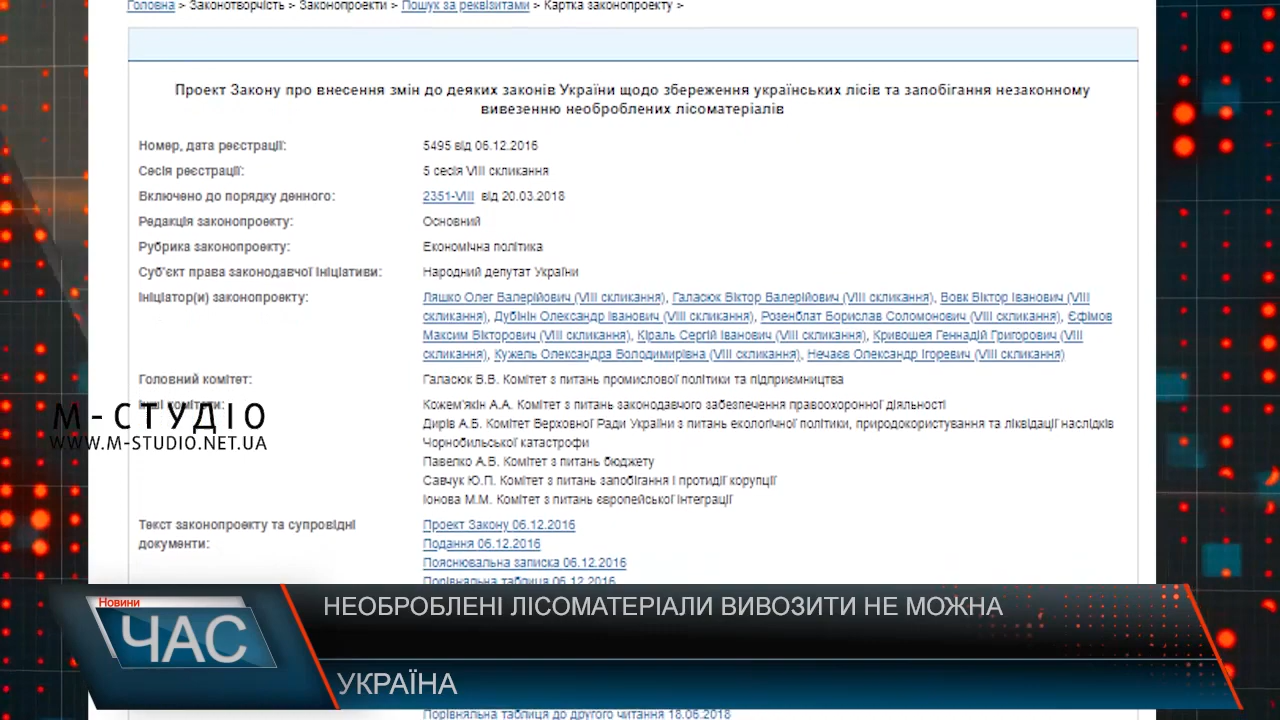 Головна > Законотворчість > Законопроекти > Пошук за реквізитами > Картка законопроекту >
Проект Закону про внесення змін до деяких законів України щодо збереження українських лісів та запобігання незаконному
вивезенню необроблених лісоматеріалів
Номер, дата реєстрації: 5495 від 06.12.2016
Сесія реєстрації: 5 сесія VIII скликання
Включено до порядку денного: 2351-VIII від 20.03.2018
Редакція законопроекту: Основний
Рубрика законопроекту: Економічна політика
Суб'єкт права законодавчої ініціативи: Народний депутат України
Ініціатор(и) законопроекту: Ляшко Олег Валерійович (VIII скликання), Галасюк Віктор Валерійович (VIII скликання), Вовк Віктор Іванович (VIII
скликання), Дубінін Олександр Іванович (VIII скликання), Розенблат Борислав Соломонович (VIII скликання), Єфімов
Максим Вікторович (VIII скликання), Кіраль Сергій Іванович (VIII скликання), Кривошея Геннадій Григорович (VIII
скликання), Кужель Олександра Володимирівна (VIII скликання), Нечаєв Олександр Ігоревич (VIII скликання)
Головний комітет: Галасюк В.В. Комітет з питань промислової політики та підприємництва
Інші комітети: Кожем'якін А.А. Комітет з питань законодавчого забезпечення правоохоронної діяльності
Дирів А.Б. Комітет Верховної Ради України з питань екологічної політики, природокористування та ліквідації наслідків
Чорнобильської катастрофи
Павелко А.В. Комітет з питань бюджету
Савчук Ю.П. Комітет з питань запобігання і протидії корупції
Іонова М.М. Комітет з питань європейської інтеграції
М-СТУДІО
WWW.M-STUDIO.NET.UA
Текст законопроекту та супровідні
документи:
Проект Закону 06.12.2016
Подання 06.12.2016
Пояснювальна записка 06.12.2016
Порівняльна таблиця 06.12.2016
Новини
ЧАС
НЕОБРОБЛЕНІ ЛІСОМАТЕРІАЛИ ВИВОЗИТИ НЕ МОЖНА
УКРАЇНА
Порівняльна таблиця до другого читання 18.06.2018